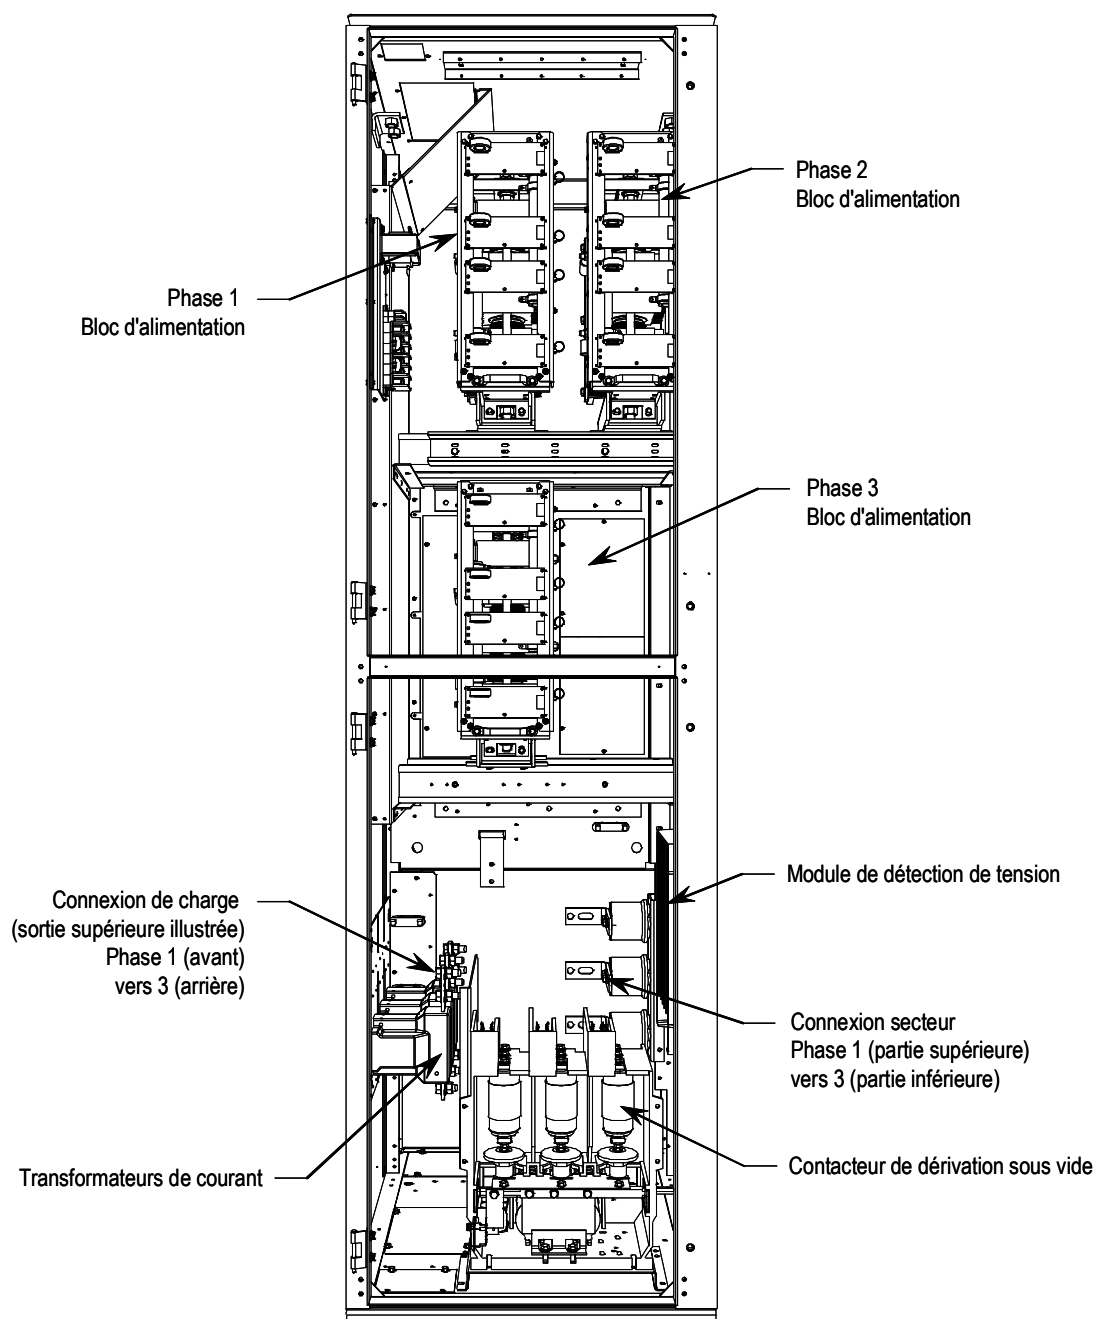 Phase 2
Bloc d'alimentation
Phase 1
Bloc d'alimentation
Phase 3
Bloc d'alimentation
Module de détection de tension
Connexion de charge
(sortie supérieure illustrée)
Phase 1 (avant)
vers 3 (arrière)
Connexion secteur
Phase 1 (partie supérieure)
vers 3 (partie inférieure)
Transformateurs de courant
Contacteur de dérivation sous vide